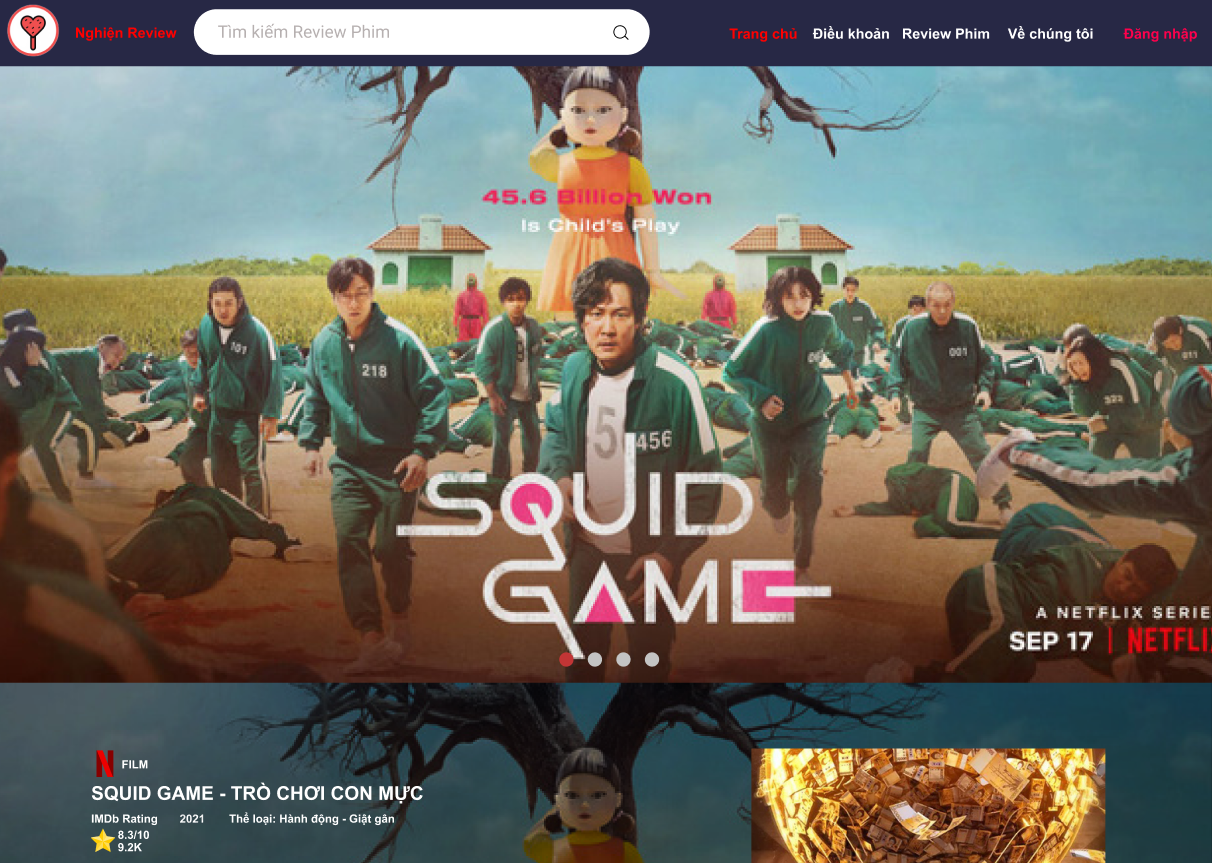 Nghiện Review
Tìm kiếm Review Phim
Trang chủ
Điều khoản
Review Phim
Về chúng tôi
Đăng nhập
45.6 Billion Won
Is Child's Play
101
218
456
001
323
011
SQUID
GAME
A NETFLIX SERIE
SEP 17 | NETFLI
N FILM
SQUID GAME - TRÒ CHƠI CON MỰC
IMDb Rating 2021 Thể loại: Hành động - Giật gân
8.3/10
9.2K